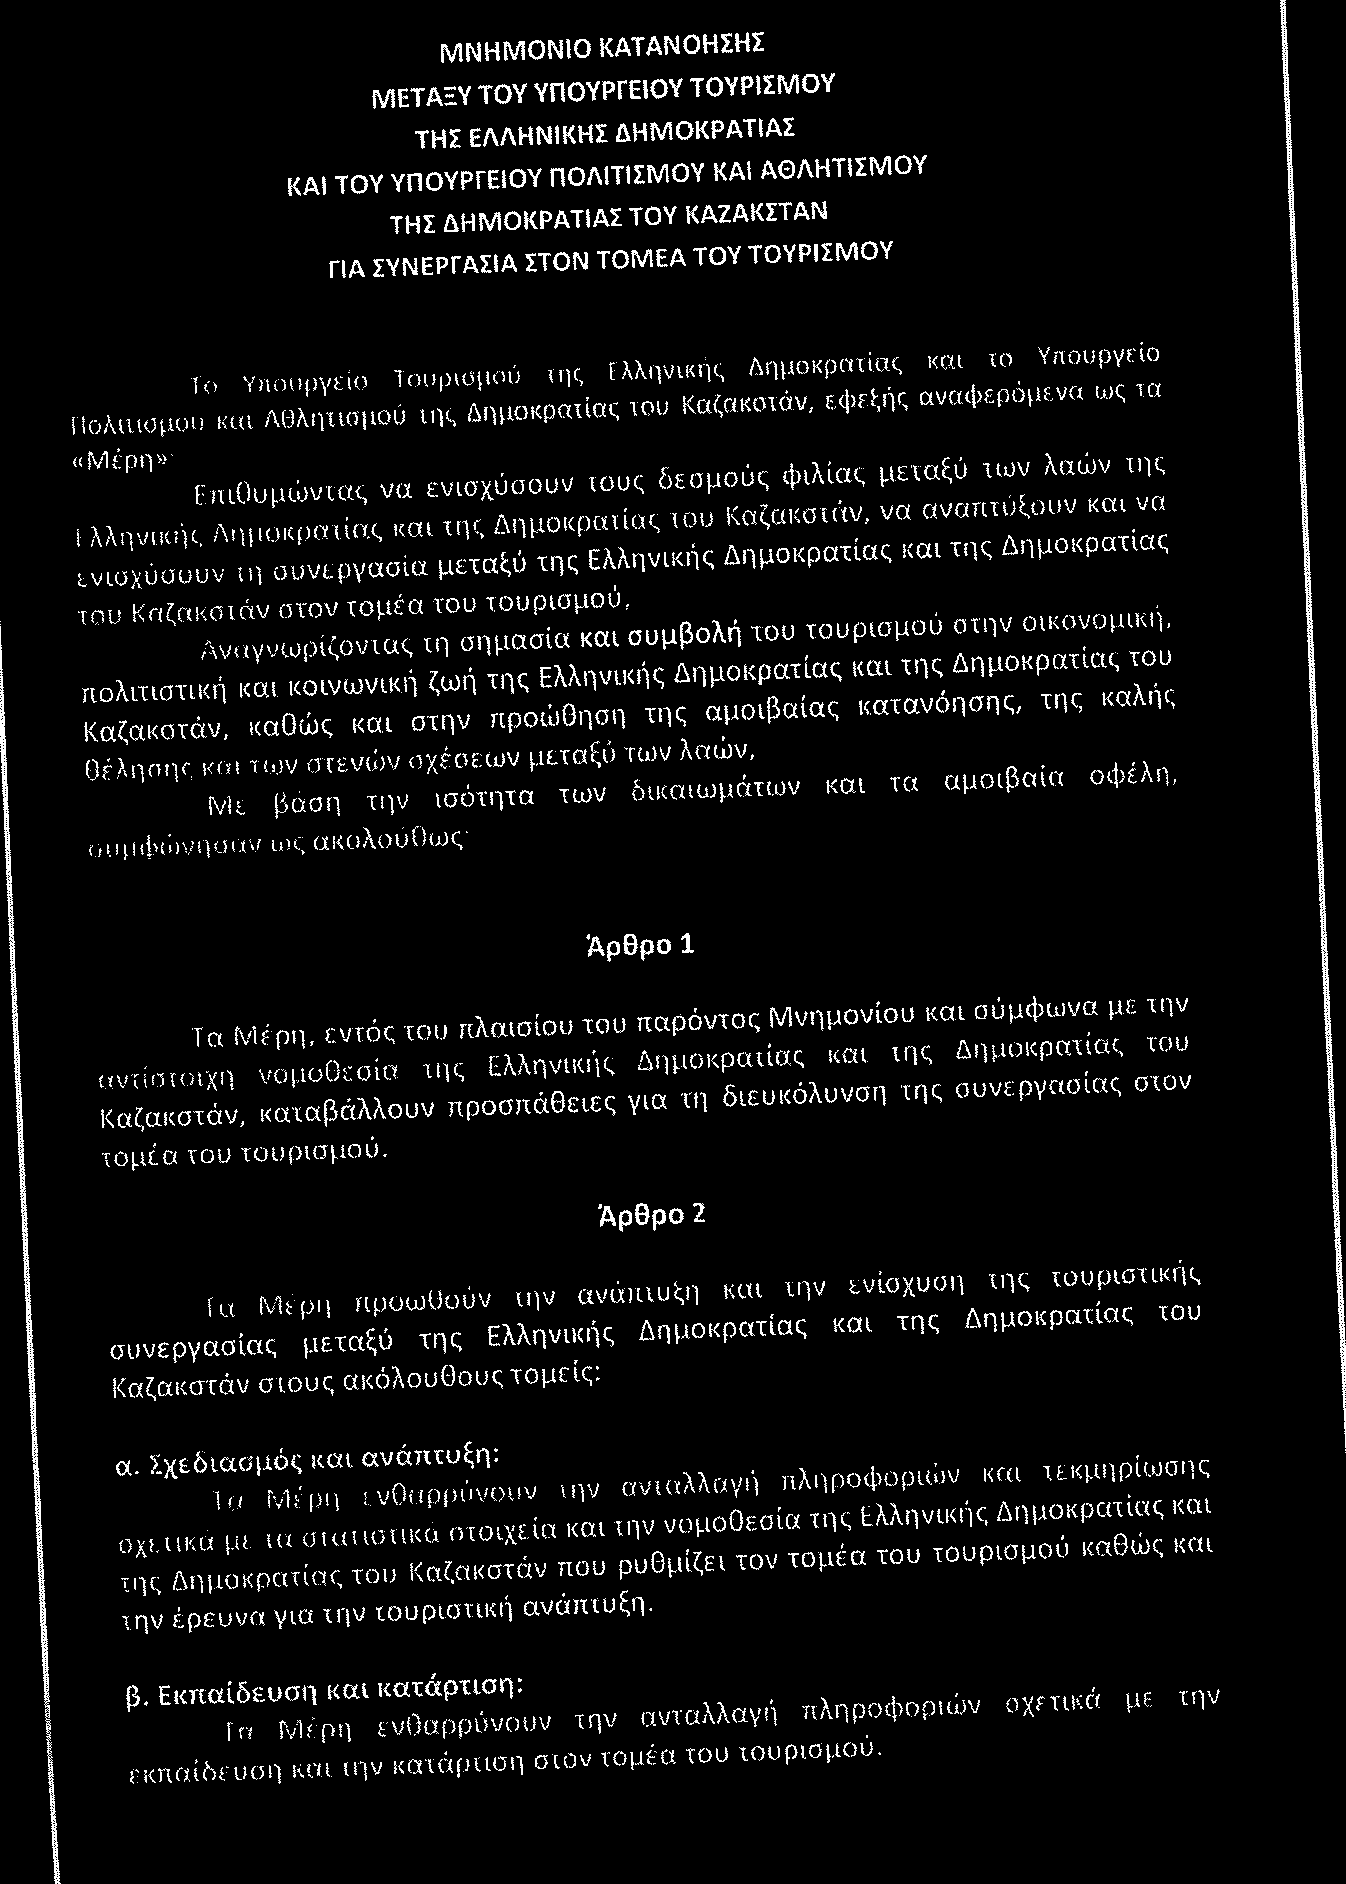 ΜΝΗΜΟΝΙΟ ΚΑΤΑΝΟΗΣΗΣ
ΜΕΤΑΞΥ ΤΟΥ ΥΠΟΥΡΓΕΙΟΥ ΤΟΥΡΙΣΜΟΥ
ΤΗΣ ΕΛΛΗΝΙΚΗΣ ΔΗΜΟΚΡΑΤΙΑΣ
ΚΑΙ ΤΟΥ ΥΠΟΥΡΓΕΙΟΥ ΠΟΛΙΤΙΣΜΟΥ ΚΑΙ ΑΘΛΗΤΙΣΜΟΥ
ΤΗΣ ΔΗΜΟΚΡΑΤΙΑΣ ΤΟΥ ΚΑΖΑΚΣΤΑΝ
ΓΙΑ ΣΥΝΕΡΓΑΣΙΑ ΣΤΟΝ ΤΟΜΕΑ ΤΟΥ ΤΟΥΡΙΣΜΟΥ
Το Υπουργείο Τουρισμού της Ελληνικής Δημοκρατίας και το Υπουργείο
Πολιτισμού και Αθλητισμού της Δημοκρατίας του Καζακστάν, εφεξής αναφερόμενα ως τα
«Μέρη»·
Επιθυμώντας να ενισχύσουν τους δεσμούς φιλίας μεταξύ των λαών της
Ελληνικής Δημοκρατίας και της Δημοκρατίας του Καζακστάν, να αναπτύξουν και να
ενισχύσουν τη συνεργασία μεταξύ της Ελληνικής Δημοκρατίας και της Δημοκρατίας
του Καζακστάν στον τομέα του τουρισμού,
Αναγνωρίζοντας τη σημασία και συμβολή του τουρισμού στην οικονομική,
πολιτιστική και κοινωνική ζωή της Ελληνικής Δημοκρατίας και της Δημοκρατίας του
Καζακστάν, καθώς και στην προώθηση της αμοιβαίας κατανόησης, της καλής
θέλησης και των στενών σχέσεων μεταξύ των λαών,
Με βάση την ισότητα των δικαιωμάτων και τα αμοιβαία οφέλη,
συμφώνησαν ως ακολούθως·
Άρθρο 1
Τα Μέρη, εντός του πλαισίου του παρόντος Μνημονίου και σύμφωνα με την
αντίστοιχη νομοθεσία της Ελληνικής Δημοκρατίας και της Δημοκρατίας του
Καζακστάν, καταβάλλουν προσπάθειες για τη διευκόλυνση της συνεργασίας στον
τομέα του τουρισμού.
Άρθρο 2
Τα Μέρη προωθούν την ανάπτυξη και την ενίσχυση της τουριστικής
συνεργασίας μεταξύ της Ελληνικής Δημοκρατίας και της Δημοκρατίας του
Καζακστάν στους ακόλουθους τομείς:
α. Σχεδιασμός και ανάπτυξη:
Τα Μέρη ενθαρρύνουν την ανταλλαγή πληροφοριών και τεκμηρίωσης
σχετικά με τα στατιστικά στοιχεία και την νομοθεσία της Ελληνικής Δημοκρατίας και
της Δημοκρατίας του Καζακστάν που ρυθμίζει τον τομέα του τουρισμού καθώς και
την έρευνα για την τουριστική ανάπτυξη.
β. Εκπαίδευση και κατάρτιση:
Τα Μέρη ενθαρρύνουν την ανταλλαγή πληροφοριών σχετικά με την
εκπαίδευση και την κατάρτιση στον τομέα του τουρισμού.